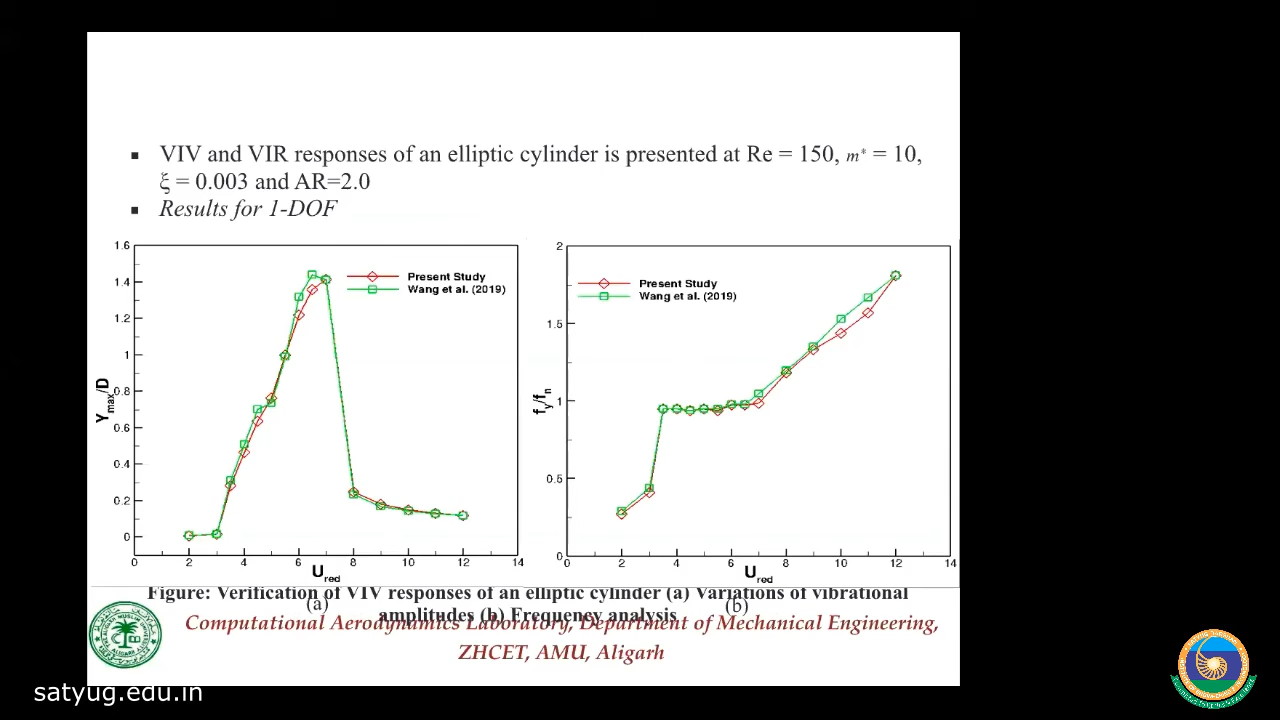 ▪ VIV and VIR responses of an elliptic cylinder is presented at Re = 150, m* = 10,
ξ = 0.003 and AR=2.0
▪ Results for 1-DOF
1.6
1.4
1.2
1
0.8
0.6
0.4
0.2
0
Ymax/D
Present Study
Wang et al. (2019)
0 2 4 6 8 10 12 14
Ured
2
1.5
1
0.5
0
fy/fn
Present Study
Wang et al. (2019)
0 2 4 6 8 10 12 14
Ured
Figure: Verification of VIV responses of an elliptic cylinder (a) Variations of vibrational
(a)
(b)
amplitudes (b) Frequency analysis
Computational Aerodynamics Laboratory, Department of Mechanical Engineering,
ZHCET, AMU, Aligarh
satyug.edu.in